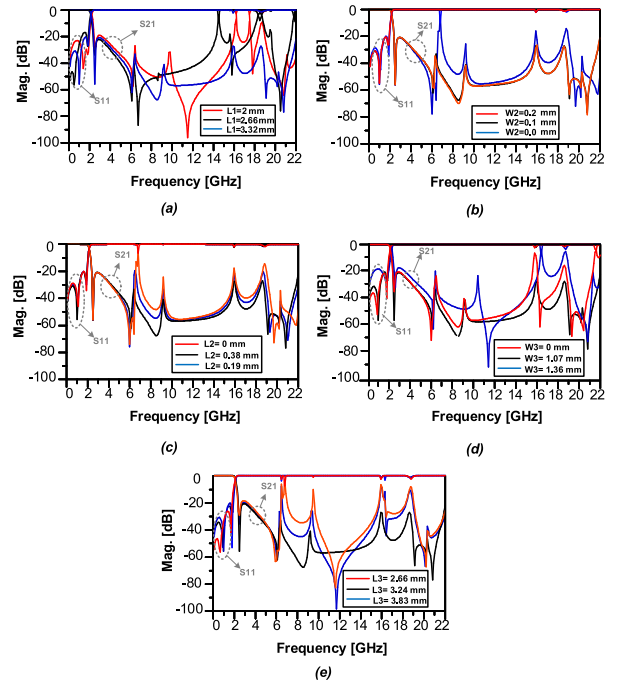 0
-20
-40
-60
-80
-100
Mag. [dB]
S21
S11
L1=2 mm
L1=2.66mm
L1=3.32mm
0 2 4 6 8 10 12 14 16 18 20 22
Frequency [GHz]
(a)
0
-20
-40
-60
-80
-100
Mag. [dB]
S21
S11
W2=0.2 mm
W2=0.1 mm
W2=0.0 mm
0 2 4 6 8 10 12 14 16 18 20 22
Frequency [GHz]
(b)
0
-20
-40
-60
-80
-100
Mag. [dB]
S21
S11
L2= 0 mm
L2= 0.38 mm
L2= 0.19 mm
0 2 4 6 8 10 12 14 16 18 20 22
Frequency [GHz]
(c)
0
-20
-40
-60
-80
-100
Mag. [dB]
S21
S11
W3= 0 mm
W3= 1.07 mm
W3= 1.36 mm
0 2 4 6 8 10 12 14 16 18 20 22
Frequency [GHz]
(d)
0
-20
-40
-60
-80
-100
Mag. [dB]
S21
S11
L3= 2.66 mm
L3= 3.24 mm
L3= 3.83 mm
0 2 4 6 8 10 12 14 16 18 20 22
Frequency [GHz]
(e)